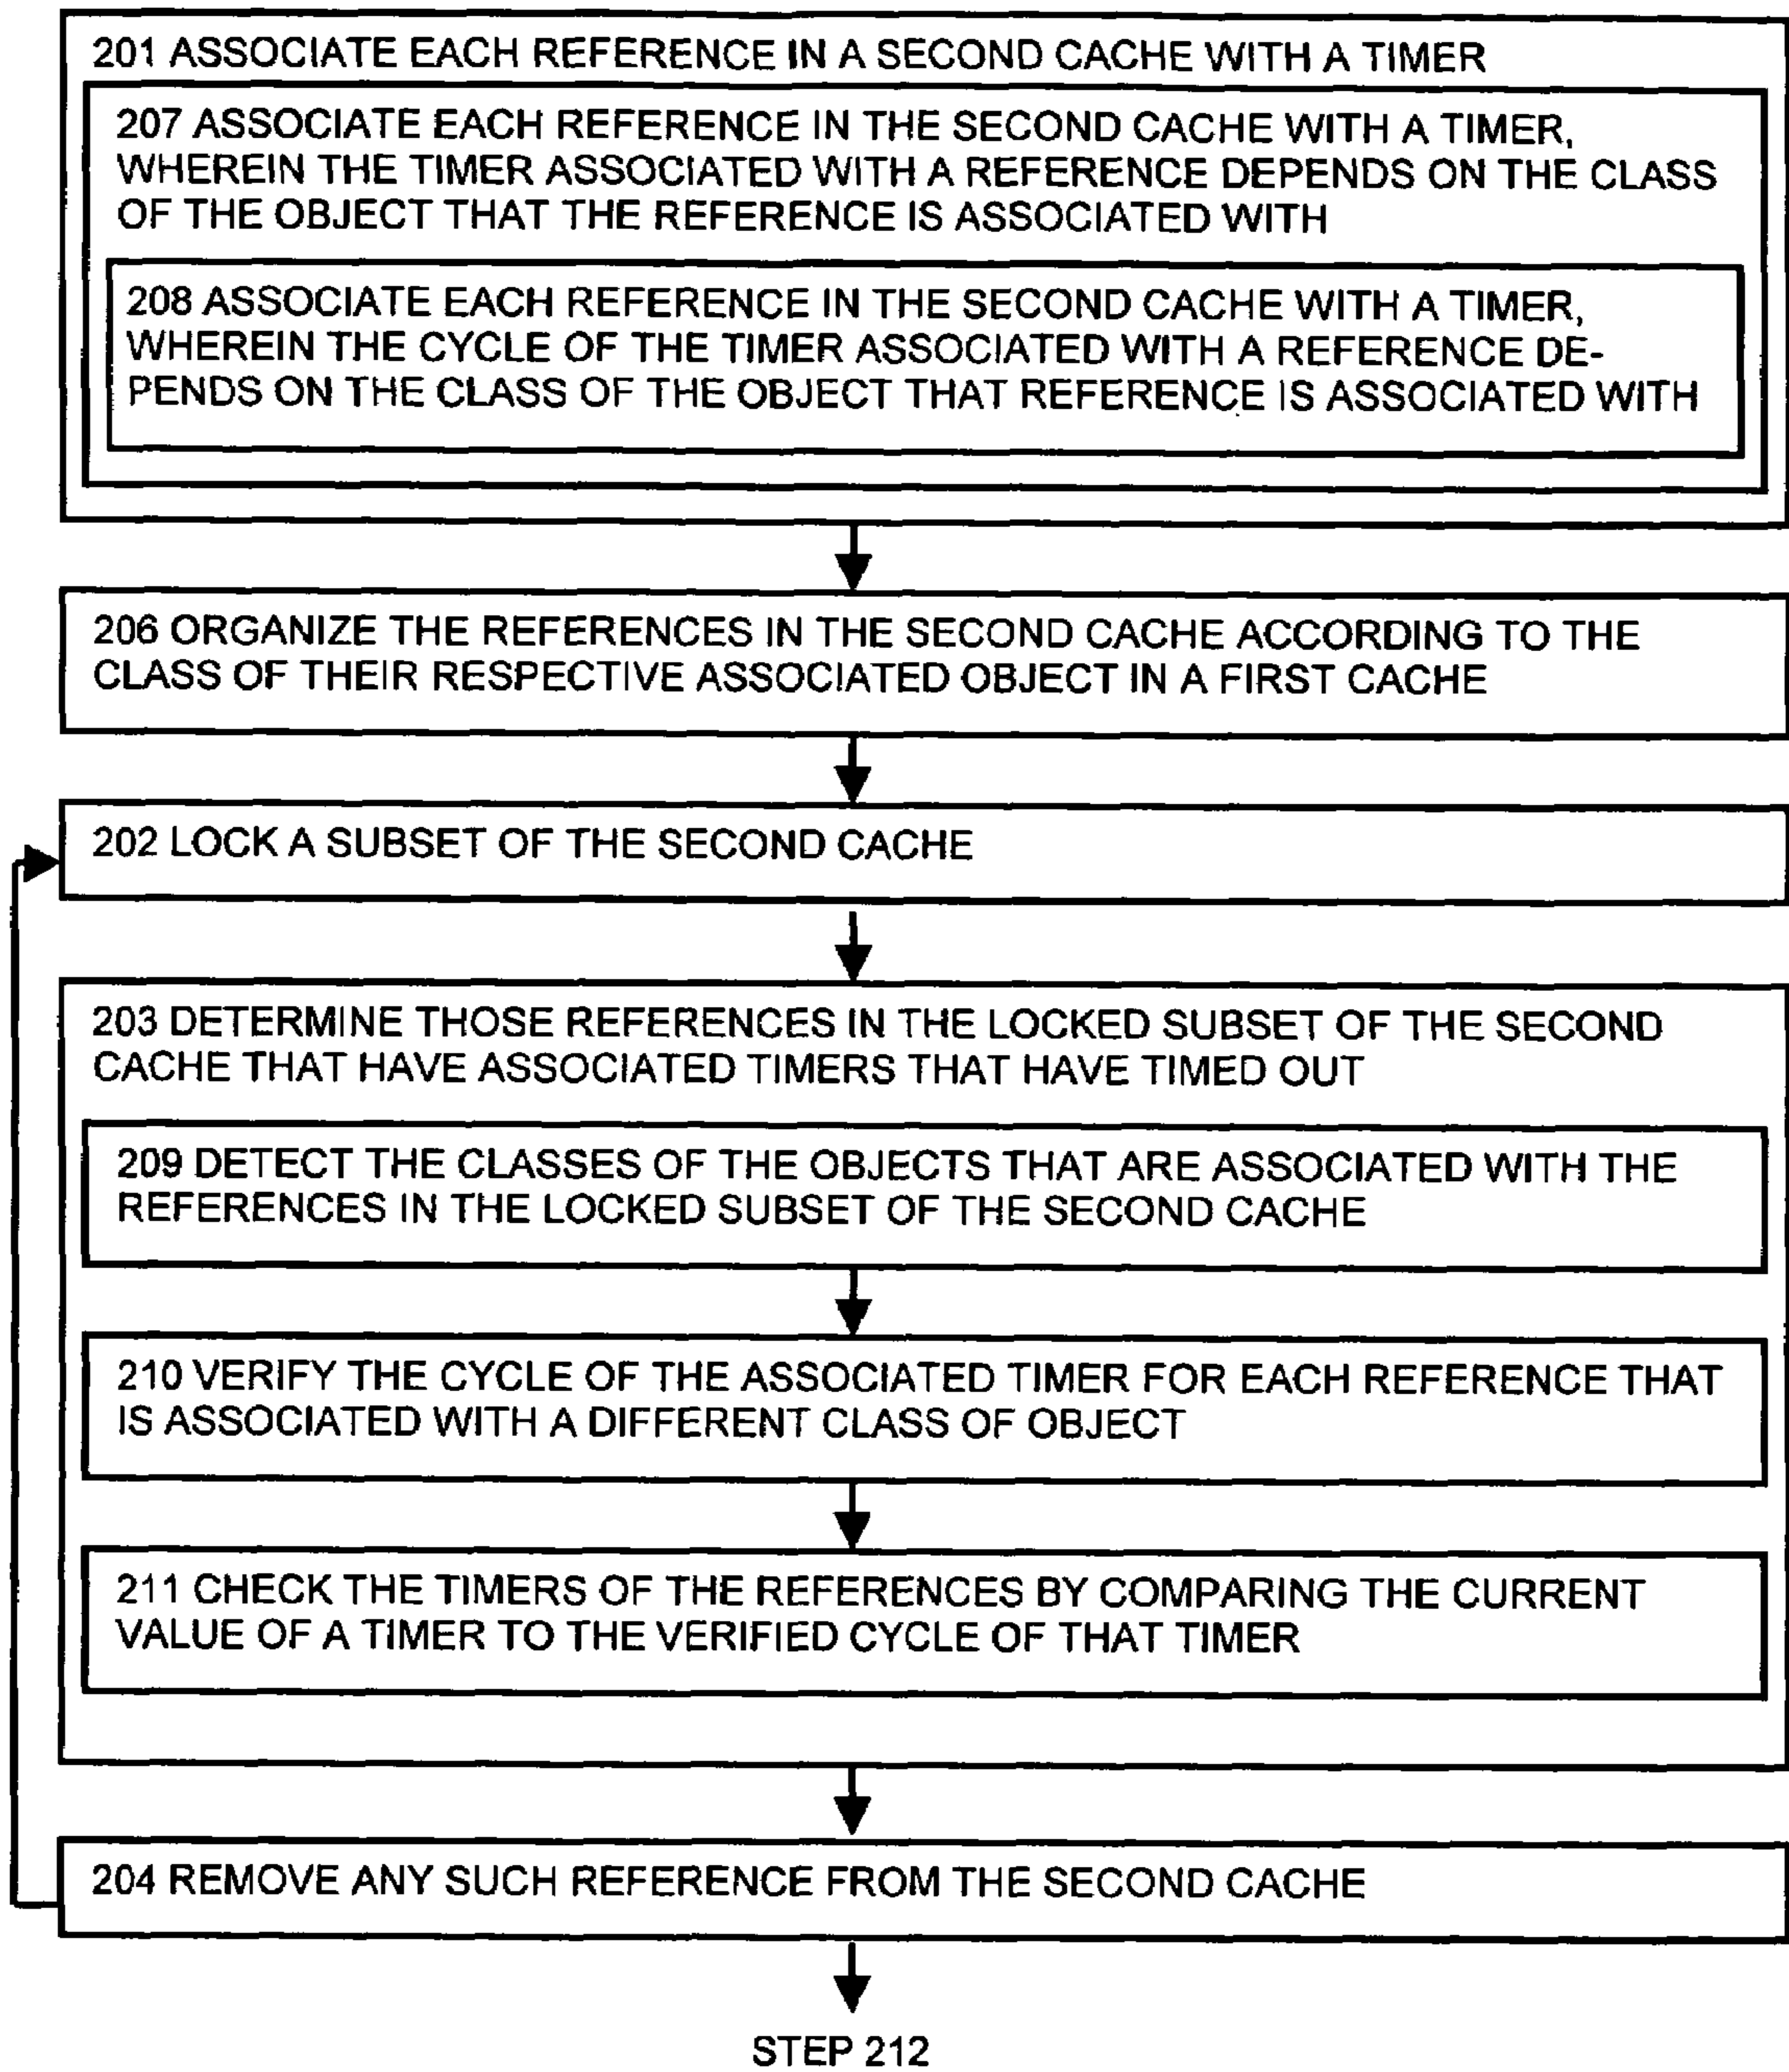 201 ASSOCIATE EACH REFERENCE IN A SECOND CACHE WITH A TIMER
207 ASSOCIATE EACH REFERENCE IN THE SECOND CACHE WITH A TIMER,
WHEREIN THE TIMER ASSOCIATED WITH A REFERENCE DEPENDS ON THE CLASS
OF THE OBJECT THAT THE REFERENCE IS ASSOCIATED WITH
208 ASSOCIATE EACH REFERENCE IN THE SECOND CACHE WITH A TIMER,
WHEREIN THE CYCLE OF THE TIMER ASSOCIATED WITH A REFERENCE DE-
PENDS ON THE CLASS OF THE OBJECT THAT REFERENCE IS ASSOCIATED WITH
206 ORGANIZE THE REFERENCES IN THE SECOND CACHE ACCORDING TO THE
CLASS OF THEIR RESPECTIVE ASSOCIATED OBJECT IN A FIRST CACHE
202 LOCK A SUBSET OF THE SECOND CACHE
203 DETERMINE THOSE REFERENCES IN THE LOCKED SUBSET OF THE SECOND
CACHE THAT HAVE ASSOCIATED TIMERS THAT HAVE TIMED OUT
209 DETECT THE CLASSES OF THE OBJECTS THAT ARE ASSOCIATED WITH THE
REFERENCES IN THE LOCKED SUBSET OF THE SECOND CACHE
210 VERIFY THE CYCLE OF THE ASSOCIATED TIMER FOR EACH REFERENCE THAT
IS ASSOCIATED WITH A DIFFERENT CLASS OF OBJECT
211 CHECK THE TIMERS OF THE REFERENCES BY COMPARING THE CURRENT
VALUE OF A TIMER TO THE VERIFIED CYCLE OF THAT TIMER
204 REMOVE ANY SUCH REFERENCE FROM THE SECOND CACHE
STEP 212